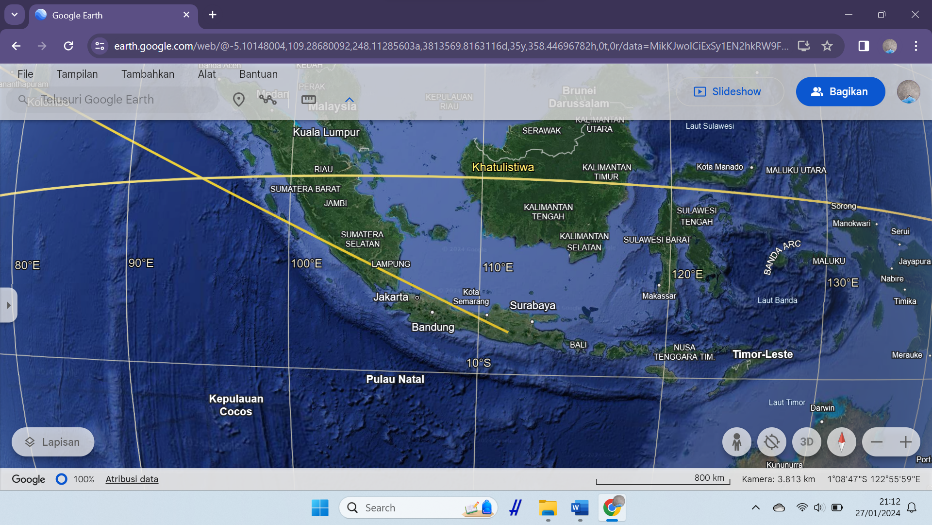 Google Earth
earth.google.com/web/@-5.10148004,109.28680092,248.11285603a,3813569.8163116d,35y,358.44696782h,0t,0r/data=MikKJwolCiExSy1EN2hkRW9F...
File Tampilan Tambahkan Alat Bantuan
Telusuri Google Earth
Slideshow
Bagikan
KEDAH
PERAK
Medan
Malaysia
KEPULAUAN
RIAU
Brunei
Darussalam
KALIMANTAN
UTARA
SERAWAK
Laut Sulawesi
Kuala Lumpur
Khatulistiwa
RIAU
KALIMANTAN
TIMUR
Kota Manado
MALUKU UTARA
SUMATERA BARAT
JAMBI
KALIMANTAN
TENGAH
SULAWESI
TENGAH
Sorong
Manokwari
Serui
SUMATERA
SELATAN
KALIMANTAN
SELATAN
SULAWESI BARAT
BANDA ARC
MALUKU
Jayapura
80°E
90°E
100°E
LAMPUNG
110°E
120°E
130°E
Nabire
Timika
Jakarta
Kota
Semarang
Surabaya
Makassar
Laut Banda
Bandung
BALI
NUSA
TENGGARA TIM.
Timor-Leste
Merauke
10°S
Pulau Natal
Kepulauan
Cocos
Laut Timor
Darwin
Kununurra
Port
Lapisan
3D
Google 100% Atribusi data
800 km
Kamera: 3.813 km 1°08'47"S 122°55'59"E
Search
21:12
27/01/2024